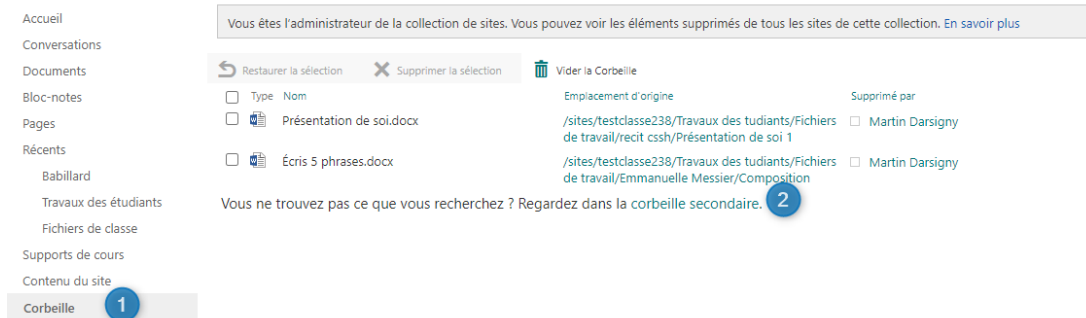 Accueil
Conversations
Documents
Bloc-notes
Pages
Récents
Babillard
Travaux des étudiants
Fichiers de classe
Supports de cours
Contenu du site
Corbeille 1
Vous êtes l'administrateur de la collection de sites. Vous pouvez voir les éléments supprimés de tous les sites de cette collection. En savoir plus
Restaurer la sélection Supprimer la sélection Vider la Corbeille
Type Nom Emplacement d'origine Supprimé par
Présentation de soi.docx /sites/testclasse238/Travaux des tudiants/Fichiers Martin Darsigny
de travail/recit cssh/Présentation de soi 1
Écris 5 phrases.docx /sites/testclasse238/Travaux des tudiants/Fichiers Martin Darsigny
de travail/Emmanuelle Messier/Composition
Vous ne trouvez pas ce que vous recherchez ? Regardez dans la corbeille secondaire. 2